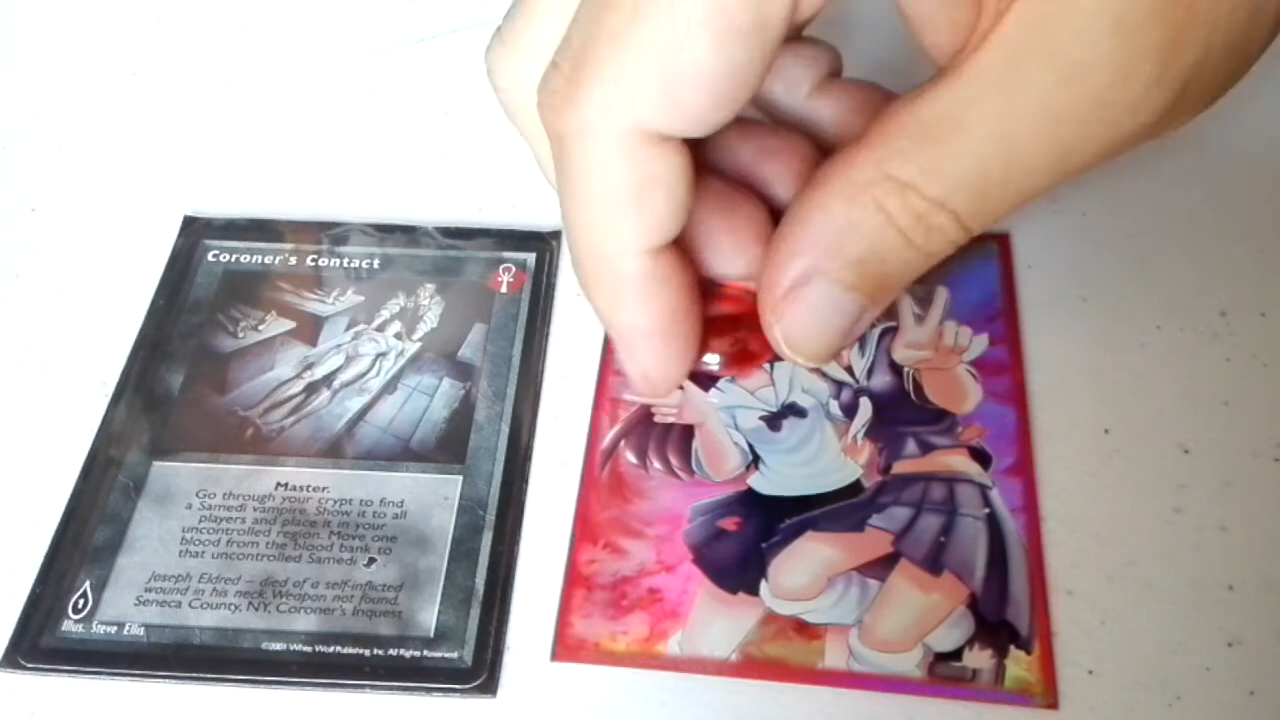 Coroner's Contact
Master.
Go through your crypt to find
a Samedi vampire. Show it to all
players and place it in your
uncontrolled region. Move one
blood from the blood bank to
that uncontrolled Samedi .
Joseph Eldred – died of a self-inflicted
wound in his neck. Weapon not found.
Seneca County, NY, Coroner's Inquest
1
Illus. Steve Ellis
©2001 White Wolf Publishing, Inc. All Rights Reserved.